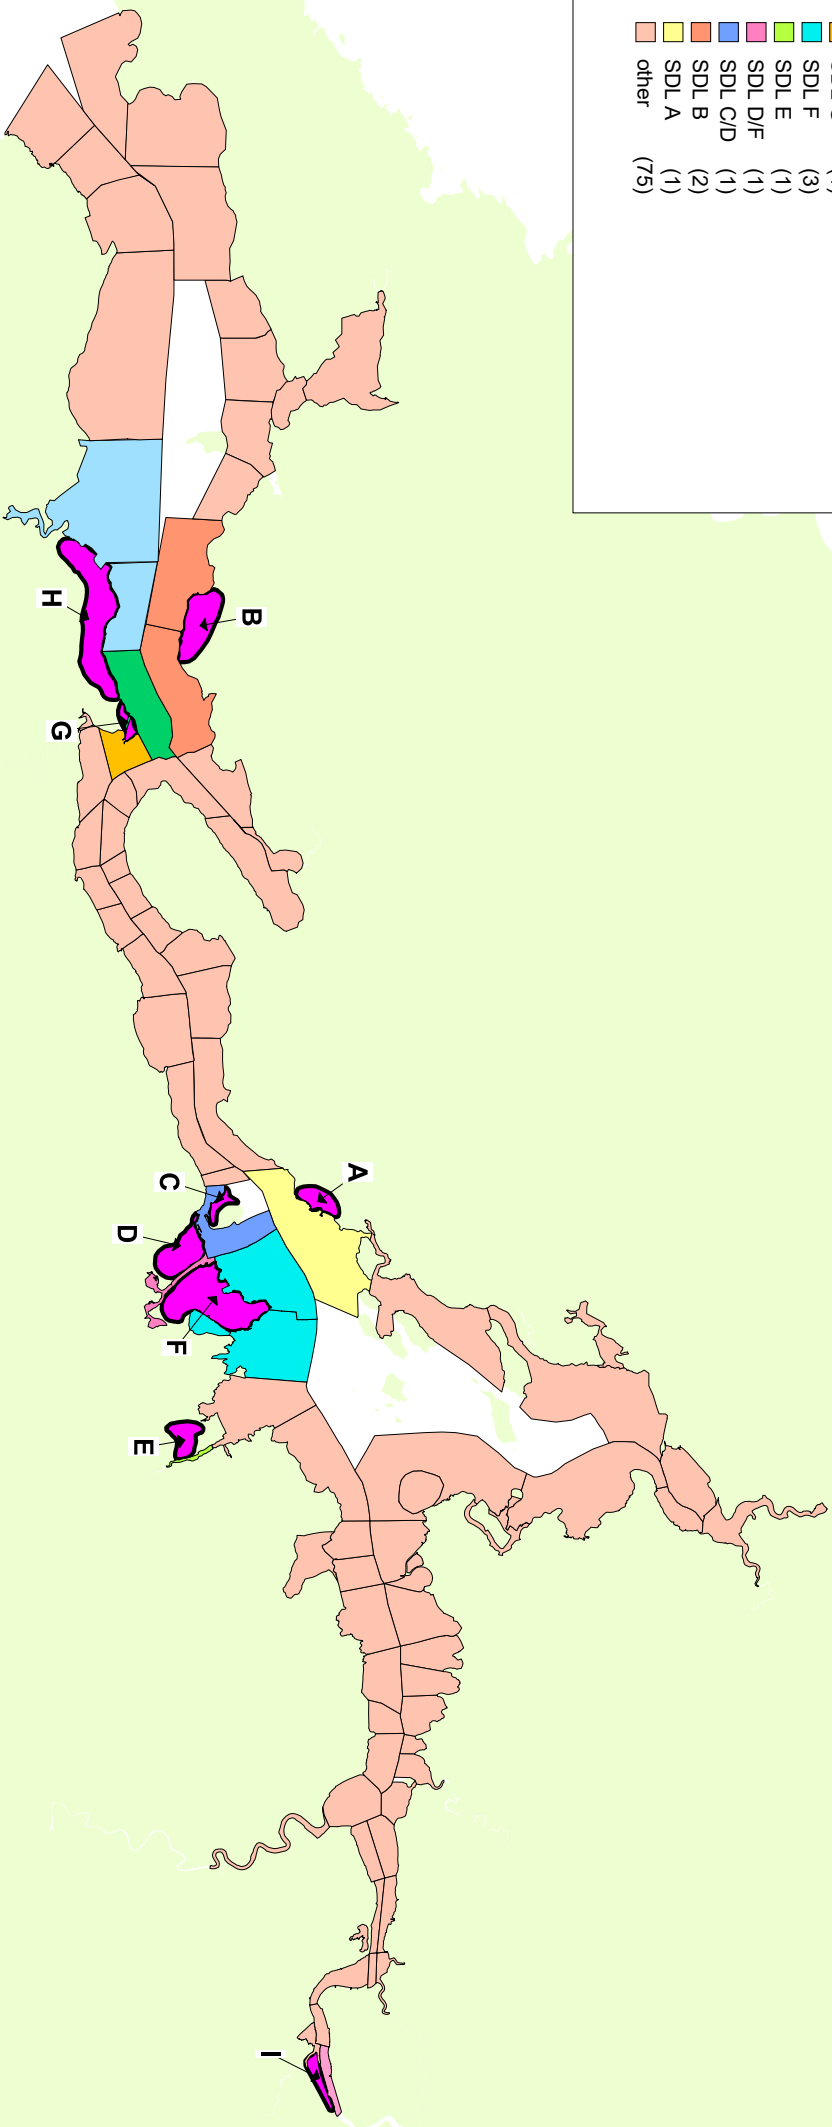 SDL F (3)
SDL E (1)
SDL D/F (1)
SDL C/D (1)
SDL B (2)
SDL A (1)
other (75)
B
H
G
A
C
D
F
E
I